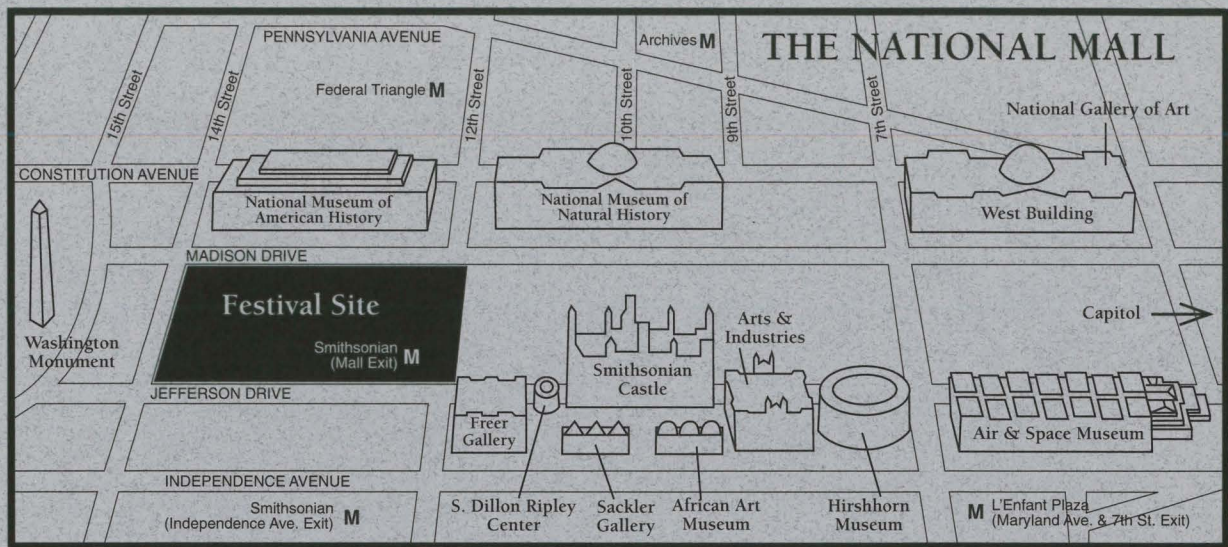 THE NATIONAL MALL
PENNSYLVANIA AVENUE
Archives M
Federal Triangle M
15th Street
14th Street
12th Street
10th Street
9th Street
7th Street
National Gallery of Art
CONSTITUTION AVENUE
National Museum of
American History
National Museum of
Natural History
West Building
MADISON DRIVE
Festival Site
Smithsonian
(Mall Exit) M
Washington
Monument
Capitol
Arts &
Industries
Smithsonian
Castle
JEFFERSON DRIVE
Freer
Gallery
Air & Space Museum
INDEPENDENCE AVENUE
Smithsonian
(Independence Ave. Exit) M
S. Dillon Ripley
Center
Sackler
Gallery
African Art
Museum
Hirshhorn
Museum
M L'Enfant Plaza
(Maryland Ave. & 7th St. Exit)